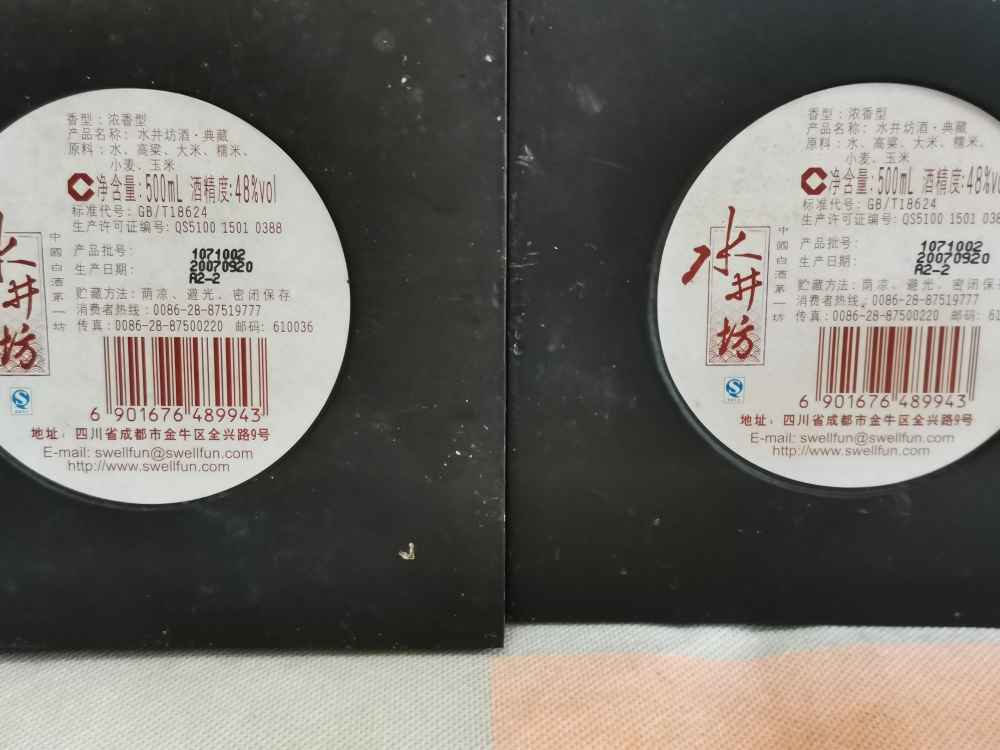 香型：浓香型
产品名称：水井坊酒·典藏
原料：水、高粱、大米、糯米、
小麦、玉米
净含量:500mL 酒精度:48%vol
标准代号：GB/T18624
生产许可证编号：QS5100 1501 0388
产品批号： 1071002
生产日期： 20070920
A2-2
贮藏方法：荫凉、避光、密闭保存
消费者热线：0086-28-87519777
传真：0086-28-87500220 邮码：610036
6 901676 489943
地址：四川省成都市金牛区全兴路9号
E-mail: swellfun@swellfun.com
http://www.swellfun.com
水井坊
中國白酒第一坊
香型：浓香型
产品名称：水井坊酒·典藏
原料：水、高粱、大米、糯米、
小麦、玉米
净含量:500mL 酒精度:48%vo
标准代号：GB/T18624
生产许可证编号：QS5100 1501 038
产品批号： 1071002
生产日期： 20070920
A2-2
贮藏方法：荫凉、避光、密闭保
消费者热线：0086-28-87519777
传真：0086-28-87500220 邮码：61
6 901676 489943
地址：四川省成都市金牛区全兴路9号
E-mail: swellfun@swellfun.com
http://www.swellfun.com
水井坊
中國白酒第一坊